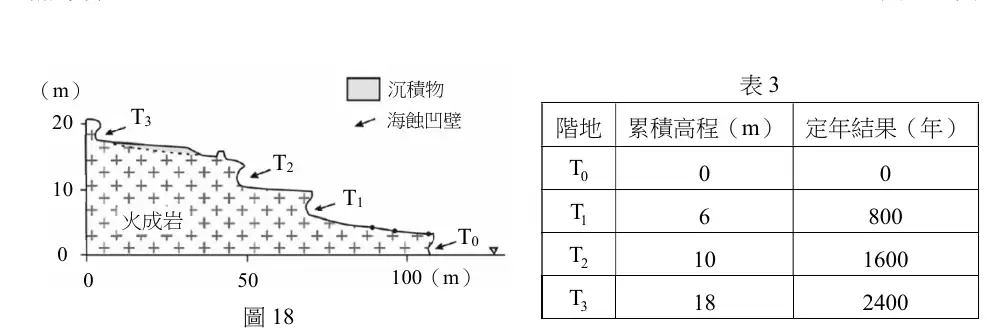 （m）
沉積物
海蝕凹壁
20
T₃
T₂
10
T₁
火成岩
T₀
0
0
50
100（m）
圖 18
表 3
階地 累積高程（m） 定年結果（年）
T₀ 0 0
T₁ 6 800
T₂ 10 1600
T₃ 18 2400